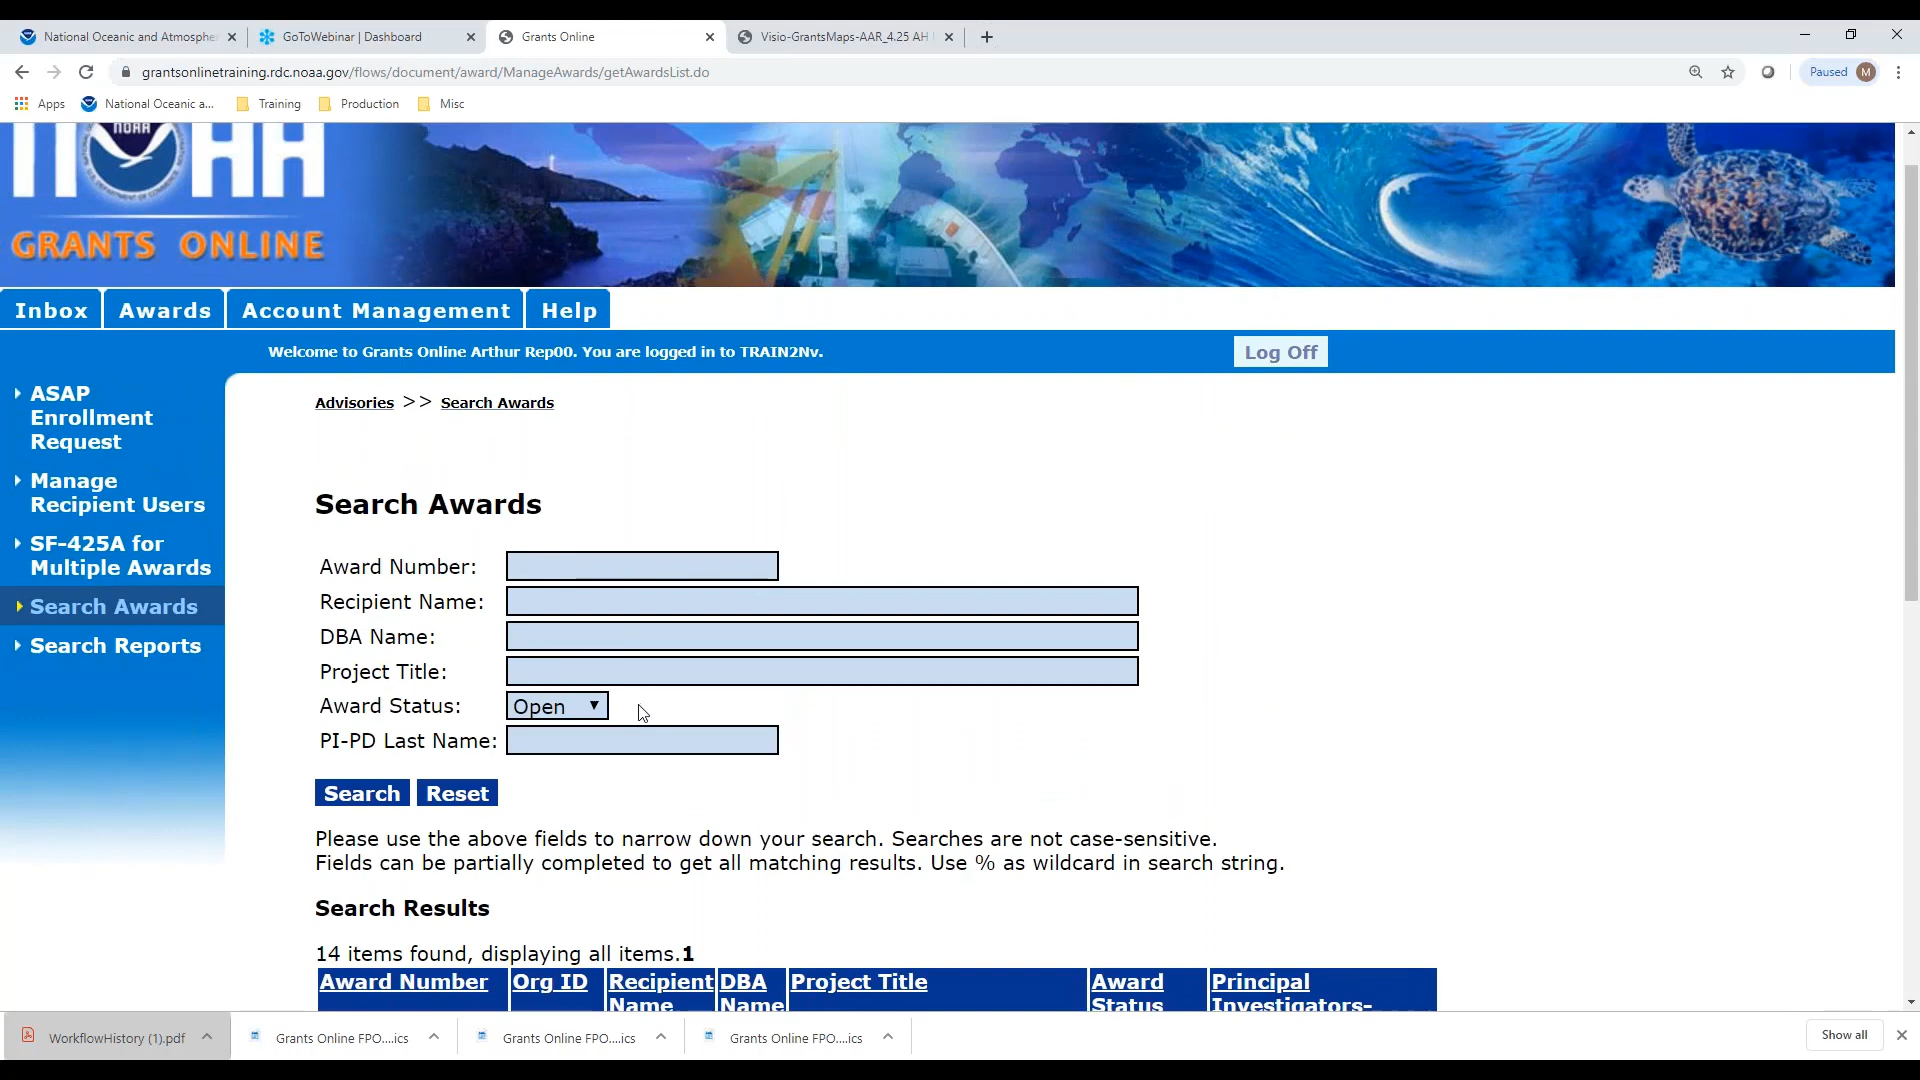 National Oceanic and Atmosphe
GoToWebinar | Dashboard
Grants Online
Visio-GrantsMaps-AAR_4.25 AH
grantsonlinetraining.rdc.noaa.gov/flows/document/award/ManageAwards/getAwardsList.do
Paused M
Apps
National Oceanic a...
Training
Production
Misc
NOAA
NOAA
GRANTS ONLINE
Inbox
Awards
Account Management
Help
Welcome to Grants Online Arthur Rep00. You are logged in to TRAIN2Nv.
Log Off
ASAP
Enrollment
Request
Manage
Recipient Users
SF-425A for
Multiple Awards
Search Awards
Search Reports
Advisories >> Search Awards
Search Awards
Award Number:
Recipient Name:
DBA Name:
Project Title:
Award Status: Open
PI-PD Last Name:
Search Reset
Please use the above fields to narrow down your search. Searches are not case-sensitive.
Fields can be partially completed to get all matching results. Use % as wildcard in search string.
Search Results
14 items found, displaying all items.1
Award Number
Org ID
Recipient
Name
DBA
Name
Project Title
Award
Status
Principal
Investigators-
WorkflowHistory (1).pdf
Grants Online FPO....ics
Grants Online FPO....ics
Grants Online FPO....ics
Show all